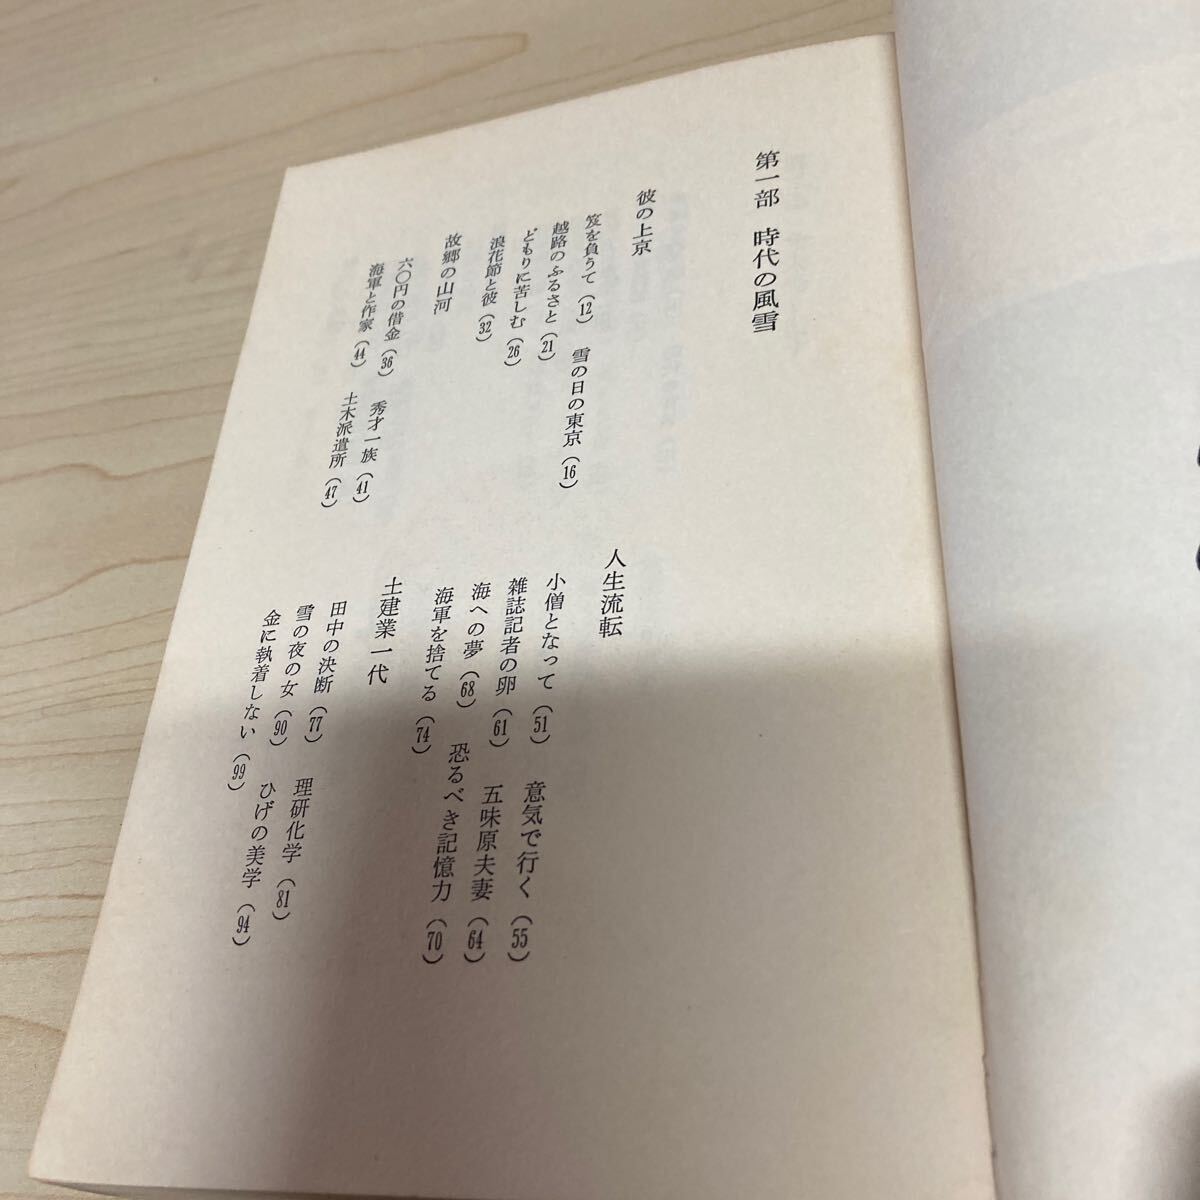 第一部　時代の風雪
彼の上京
笈を負うて（12）　雪の日の東京（16）
越路のふるさと（21）
どもりに苦しむ（26）
浪花節と彼（32）
故郷の山河
六〇円の借金（36）　秀才一族（41）
海軍と作家（44）　土木派遣所（47）
人生流転
小僧となって（51）　意気で行く（55）
雑誌記者の卵（61）　五味原夫妻（64）
海への夢（68）　恐るべき記憶力（70）
海軍を捨てる（74）
土建業一代
田中の決断（77）　理研化学（81）
雪の夜の女（90）　ひげの美学（94）
金に執着しない（99）